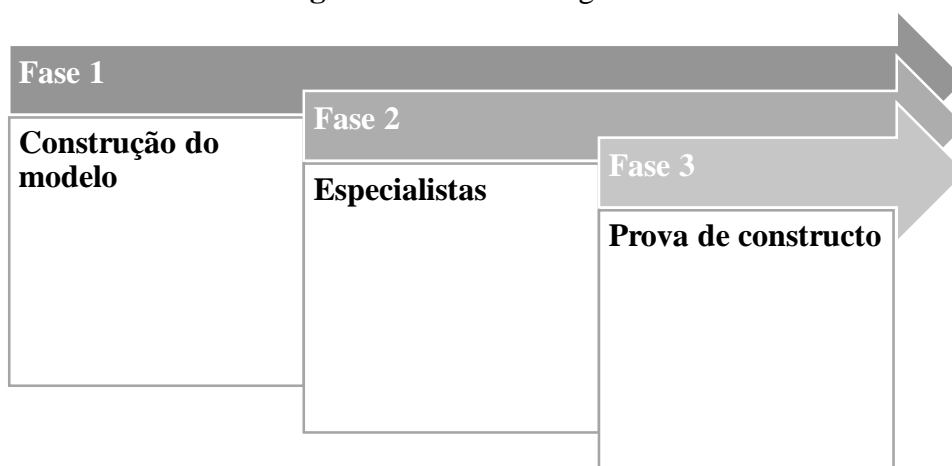 Fase 1
Construção do
modelo
Fase 2
Especialistas
Fase 3
Prova de constructo